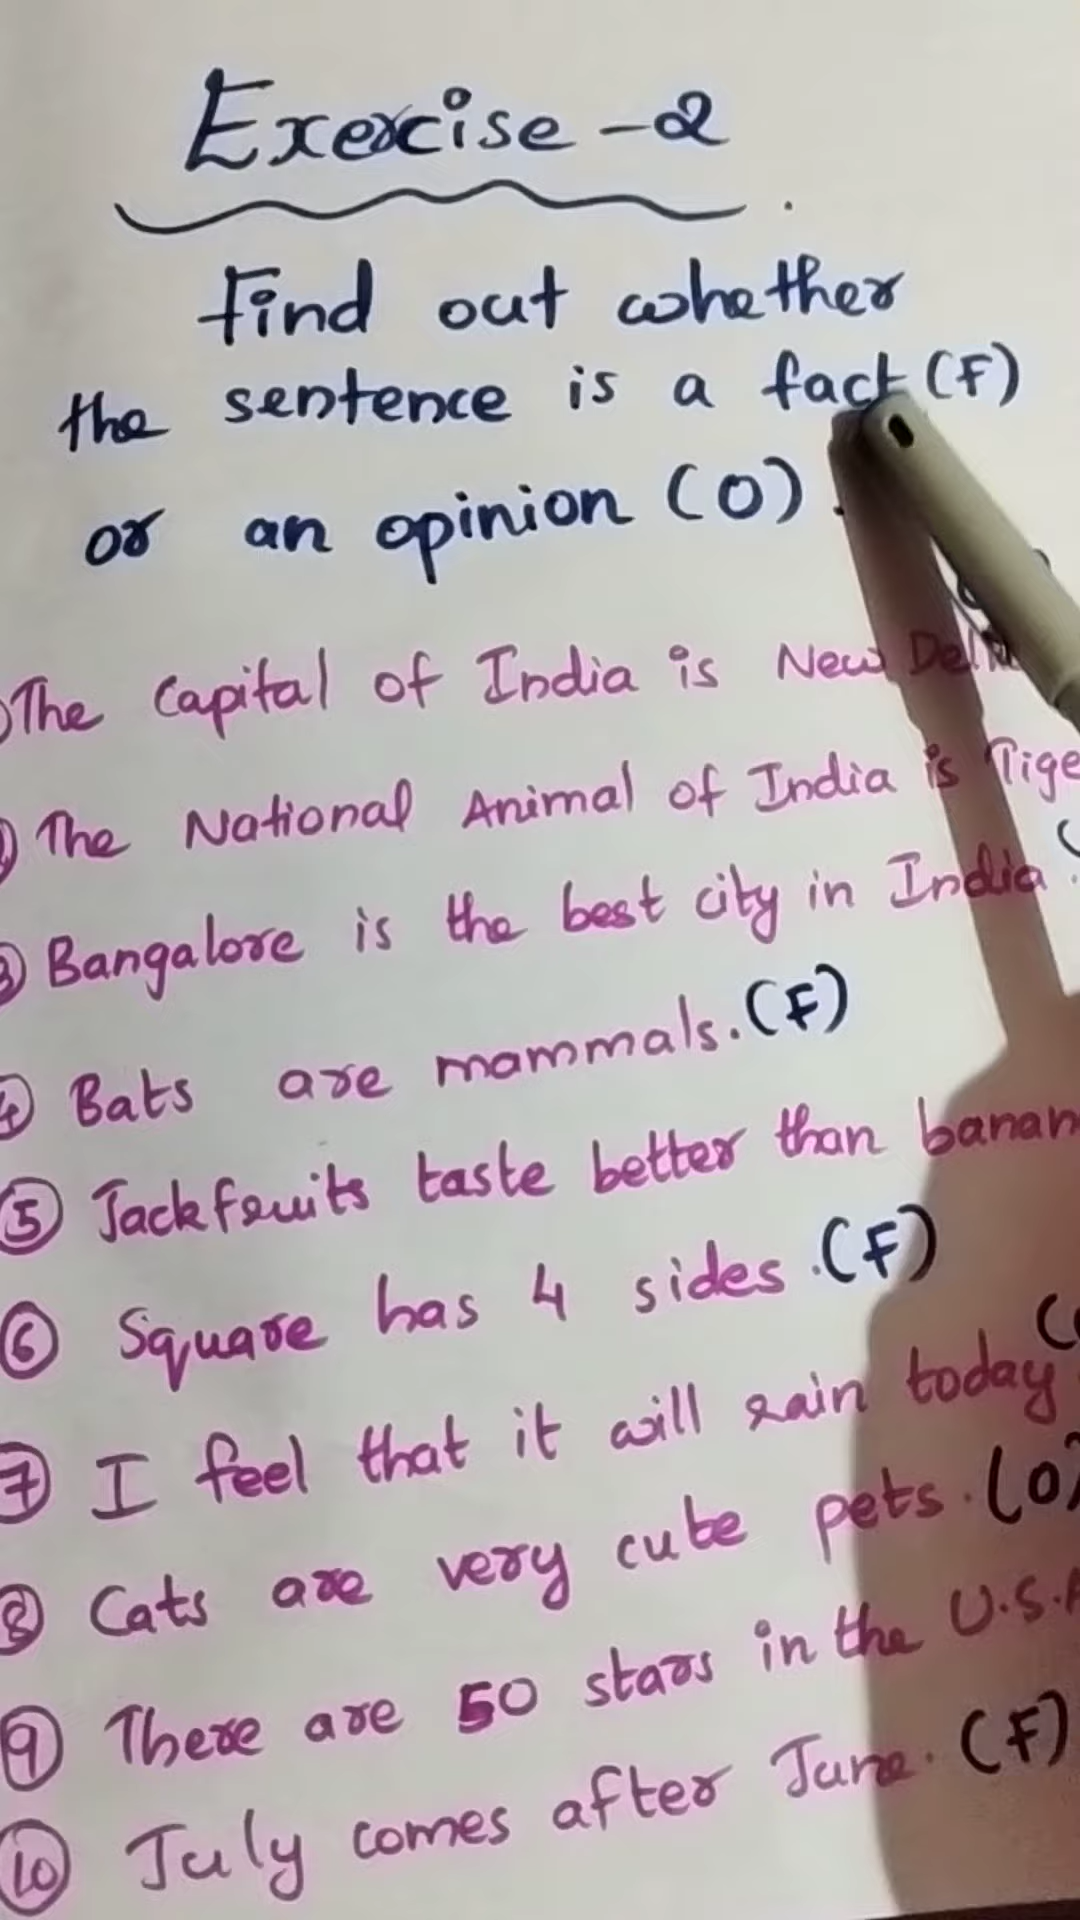 Exercise-2
Find out whether
the sentence is a fact (F)
or an opinion (O).
The Capital of India is New Delhi
The National Animal of India is Tige
③ Bangalore is the best city in India.
④ Bats are mammals. (F)
⑤ Jackfruits taste better than banan
⑥ Square has 4 sides. (F)
⑦ I feel that it will rain today.
⑧ Cats are very cute pets. (O)
⑨ There are 50 stars in the U.S.A
⑩ July comes after June. (F)